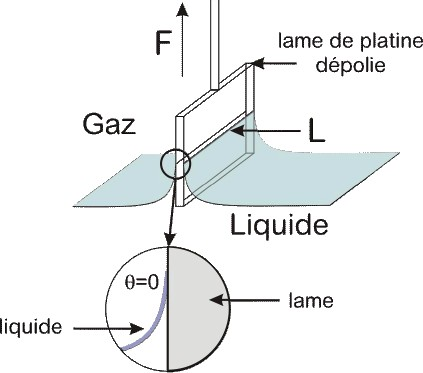 F
lame de platine
dépolie
Gaz
L
Liquide
θ=0
lame
liquide